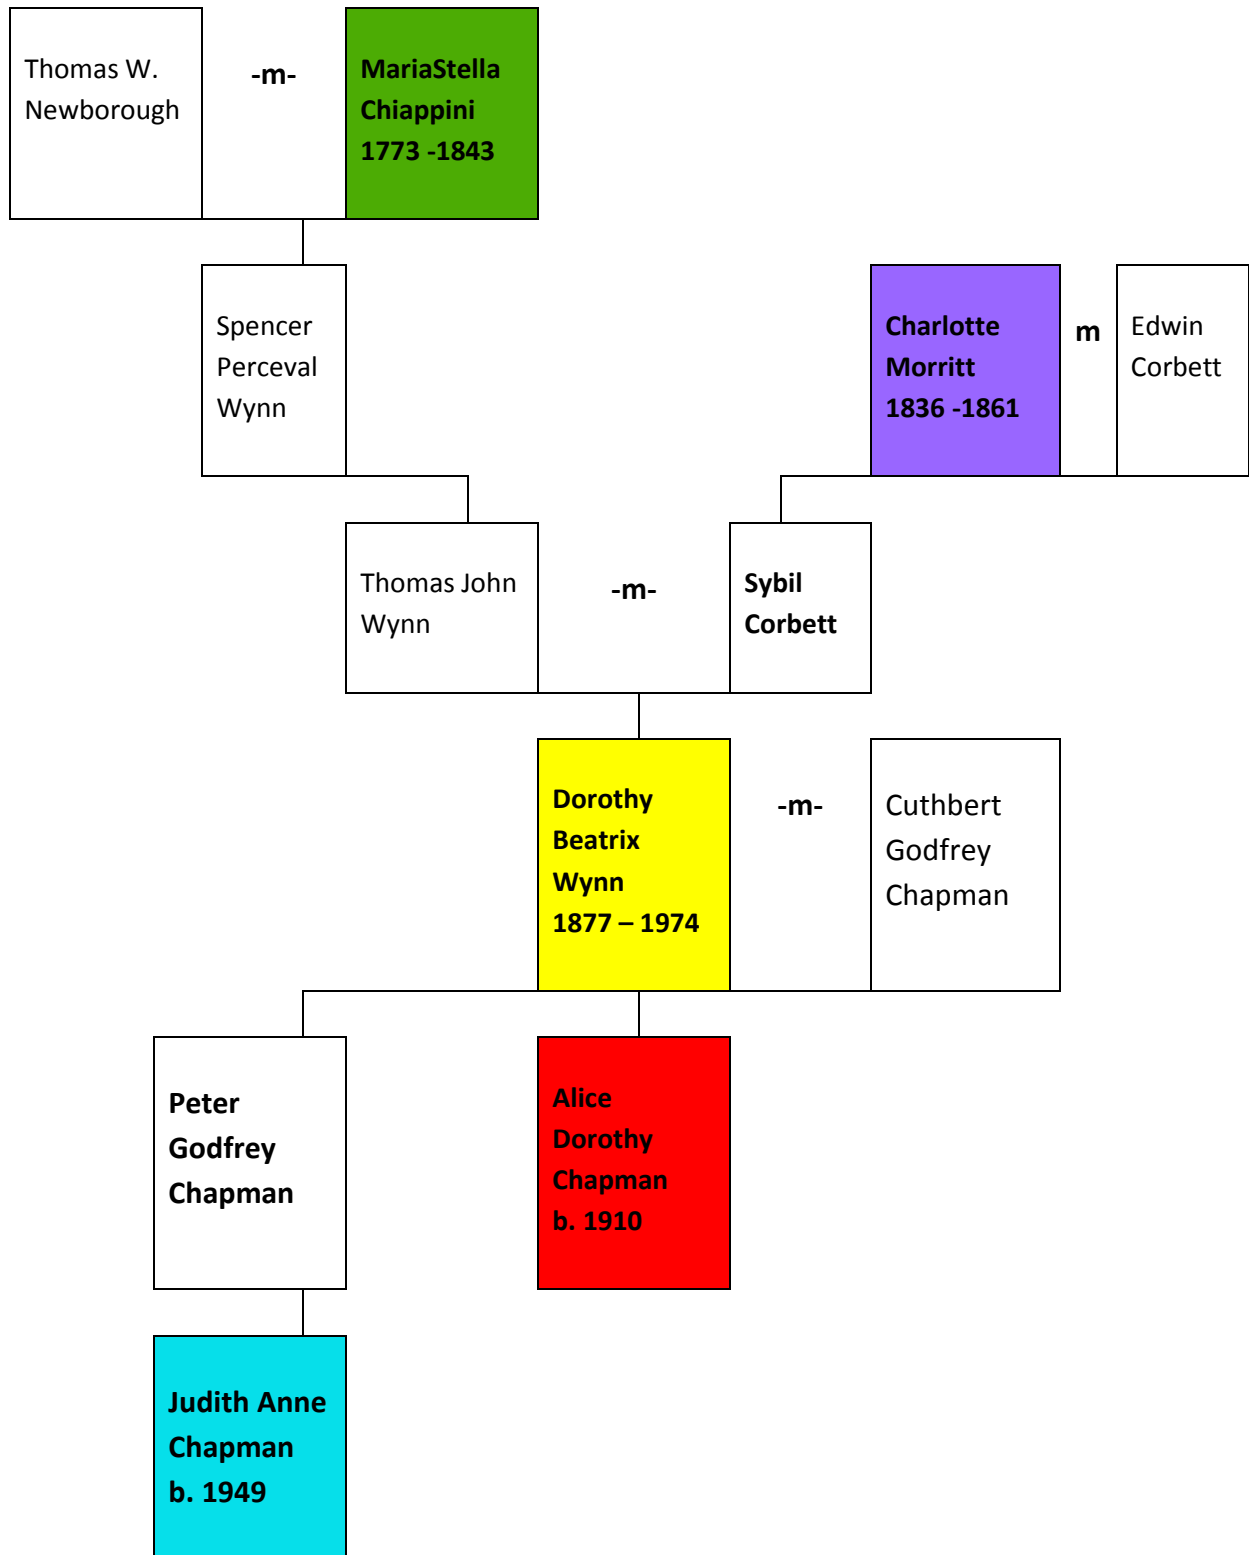 Thomas W.
Newborough
-m-
MariaStella
Chiappini
1773 -1843
Spencer
Perceval
Wynn
Charlotte
Morritt
1836 -1861
m
Edwin
Corbett
Thomas John
Wynn
-m-
Sybil
Corbett
Dorothy
Beatrix
Wynn
1877 – 1974
-m-
Cuthbert
Godfrey
Chapman
Peter
Godfrey
Chapman
Alice
Dorothy
Chapman
b. 1910
Judith Anne
Chapman
b. 1949